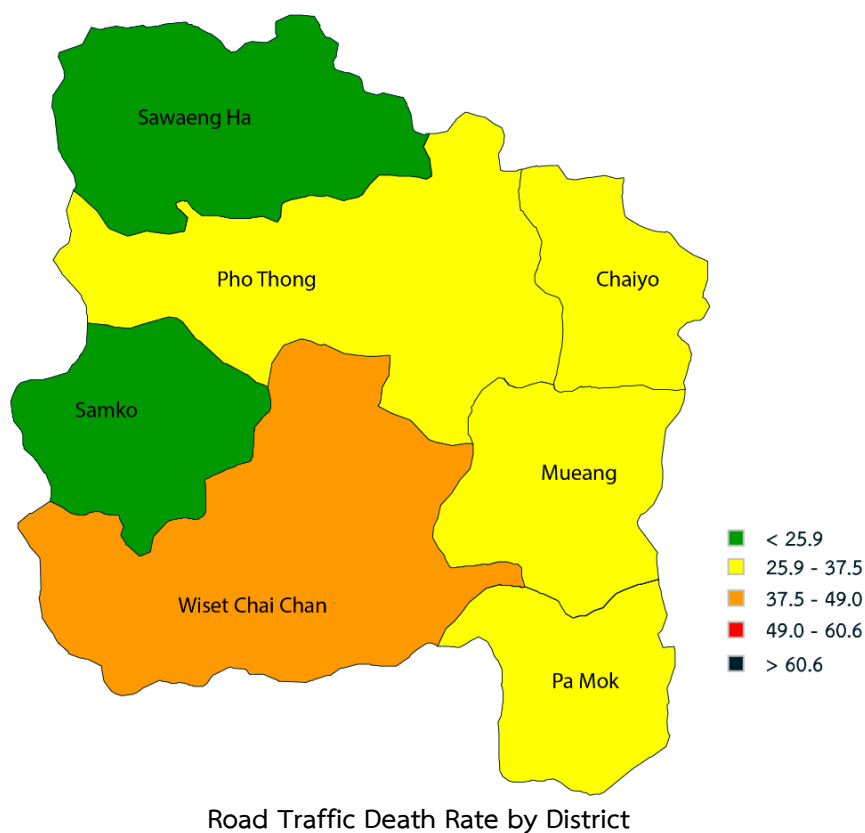 Sawaeng Ha
Pho Thong
Chaiyo
Samko
Mueang
Wiset Chai Chan
Pa Mok
< 25.9
25.9 - 37.5
37.5 - 49.0
49.0 - 60.6
> 60.6
Road Traffic Death Rate by District